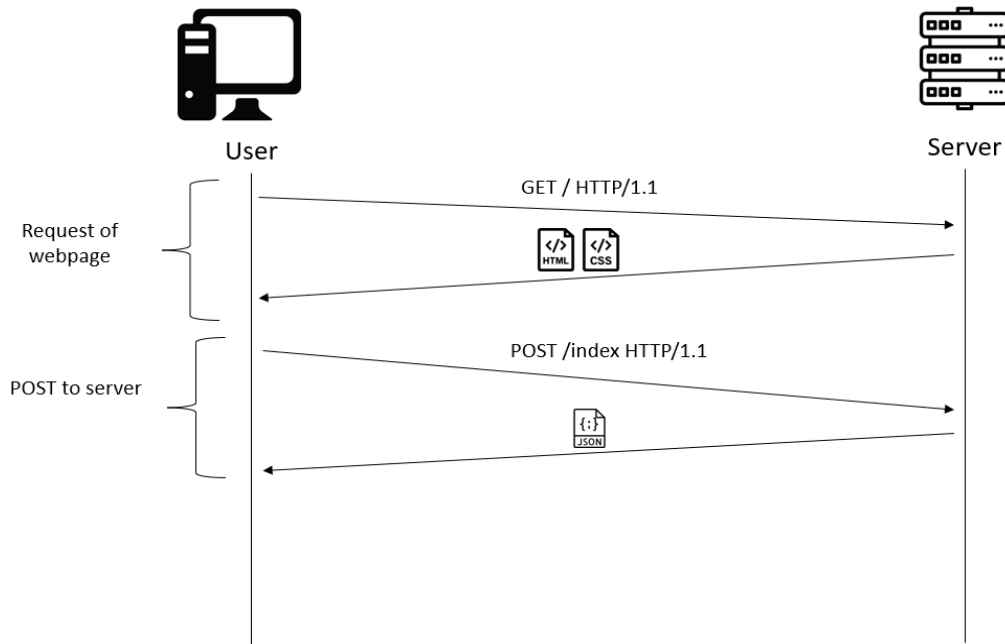 User
Server
GET / HTTP/1.1
Request of
webpage
</>
HTML
</>
CSS
POST /index HTTP/1.1
POST to server
{;}
JSON